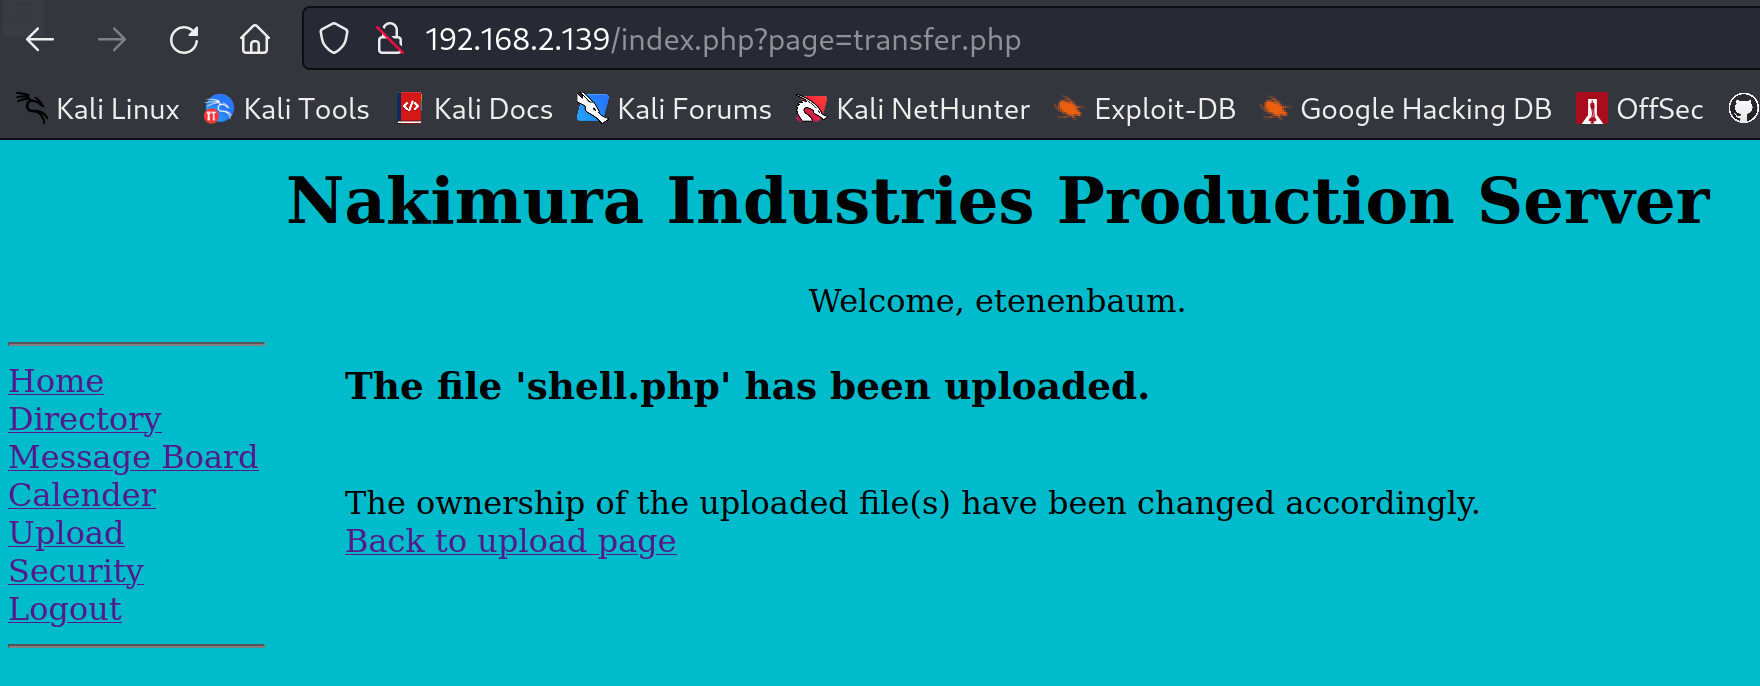 192.168.2.139/index.php?page=transfer.php
Kali Linux Kali Tools Kali Docs Kali Forums Kali NetHunter Exploit-DB Google Hacking DB OffSec
Nakimura Industries Production Server
Welcome, etenenbaum.
Home
Directory
Message Board
Calender
Upload
Security
Logout
The file 'shell.php' has been uploaded.
The ownership of the uploaded file(s) have been changed accordingly.
Back to upload page